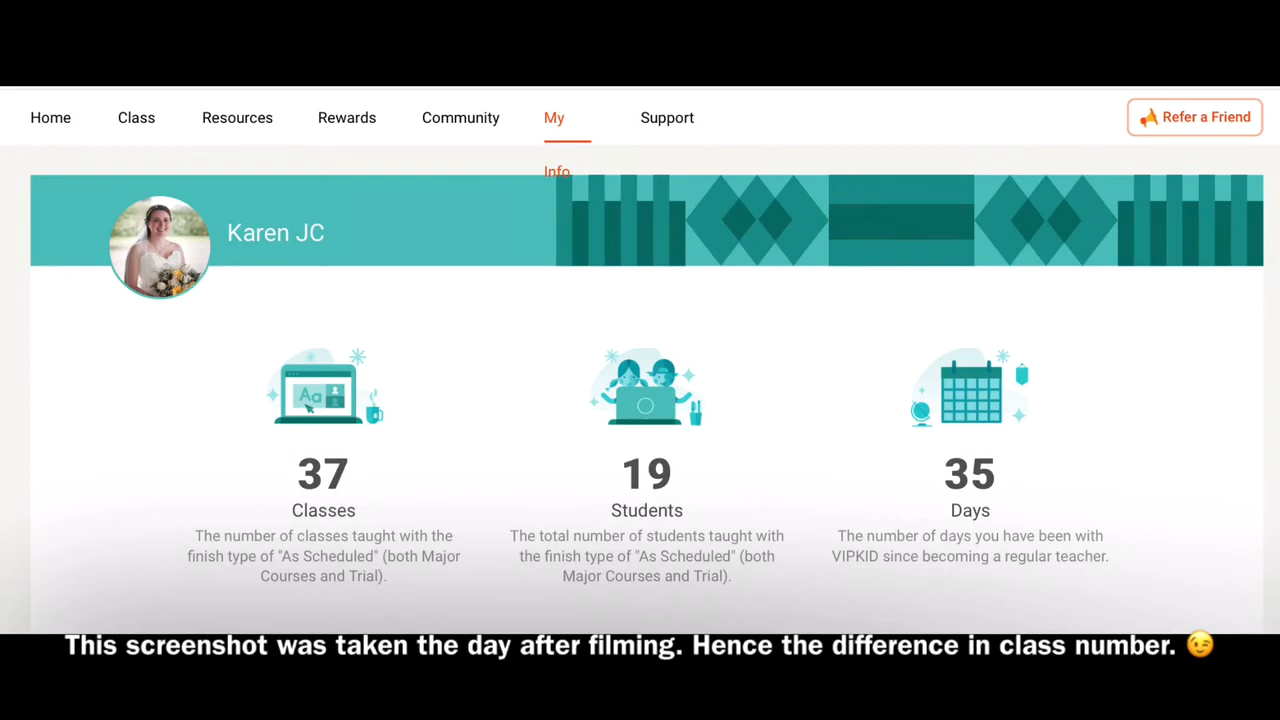 Home Class Resources Rewards Community My Support Refer a Friend
Info
Karen JC
Aa
37 19 35
Classes Students Days
The number of classes taught with the The total number of students taught with The number of days you have been with
finish type of "As Scheduled" (both Major the finish type of "As Scheduled" (both VIPKID since becoming a regular teacher.
Courses and Trial). Major Courses and Trial).
This screenshot was taken the day after filming. Hence the difference in class number. 😉